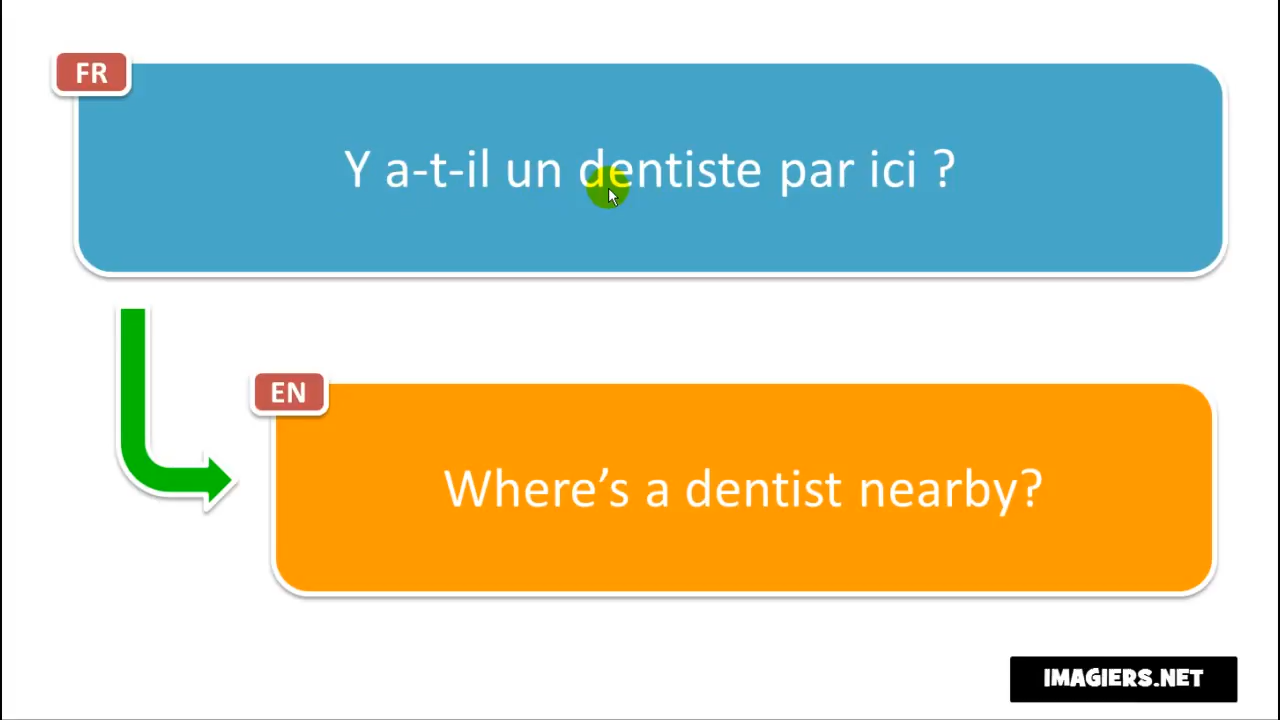 FR
Y a-t-il un dentiste par ici ?
EN
Where’s a dentist nearby?
IMAGIERS.NET